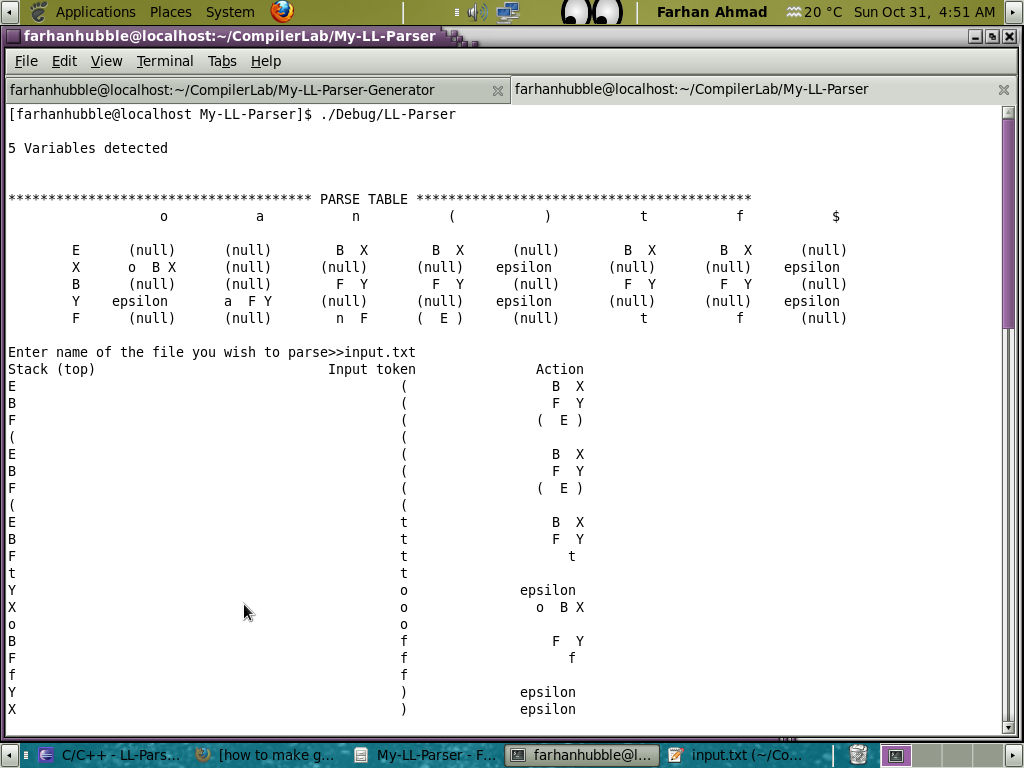 Applications Places System Farhan Ahmad 20 °C Sun Oct 31, 4:51 AM
farhanhubble@localhost:~/CompilerLab/My-LL-Parser
File Edit View Terminal Tabs Help
farhanhubble@localhost:~/CompilerLab/My-LL-Parser-Generator farhanhubble@localhost:~/CompilerLab/My-LL-Parser
[farhanhubble@localhost My-LL-Parser]$ ./Debug/LL-Parser
5 Variables detected
************************************** PARSE TABLE ******************************************
o a n ( ) t f $
E (null) (null) B X B X (null) B X B X (null)
X o B X (null) (null) (null) epsilon (null) (null) epsilon
B (null) (null) F Y F Y (null) F Y F Y (null)
Y epsilon a F Y (null) (null) epsilon (null) (null) epsilon
F (null) (null) n F ( E ) (null) t f (null)
Enter name of the file you wish to parse>>input.txt
Stack (top) Input token Action
E ( B X
B ( F Y
F ( ( E )
( (
E ( B X
B ( F Y
F ( ( E )
( (
E t B X
B t F Y
F t t
t t
Y o epsilon
X o o B X
o o
B f F Y
F f f
f f
Y ) epsilon
X ) epsilon
C/C++ - LL-Pars... [how to make g... My-LL-Parser - F... farhanhubble@l... input.txt (~/Co...